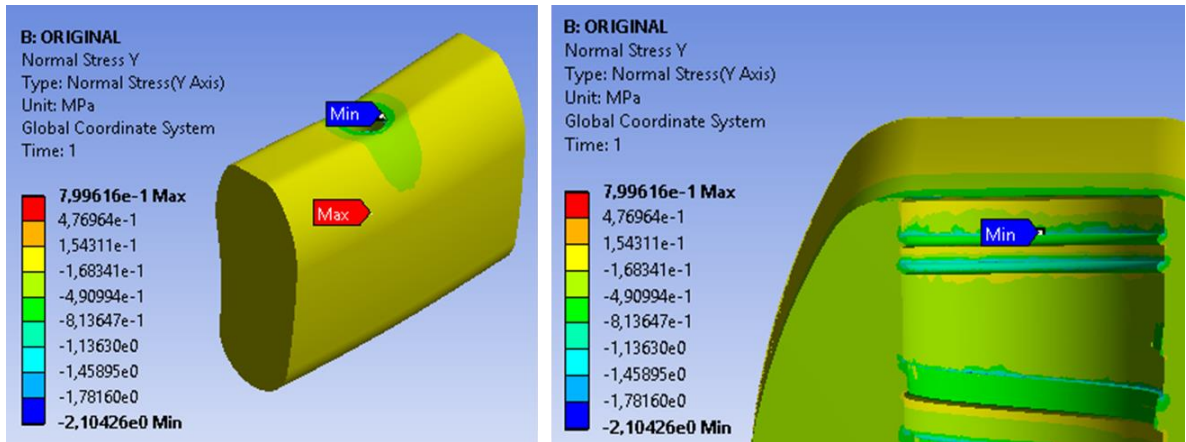 B: ORIGINAL
Normal Stress Y
Type: Normal Stress(Y Axis)
Unit: MPa
Global Coordinate System
Time: 1
7,99616e-1 Max
4,76964e-1
1,54311e-1
-1,68341e-1
-4,90994e-1
-8,13647e-1
-1,13630e0
-1,45895e0
-1,78160e0
-2,10426e0 Min
Min
Max
B: ORIGINAL
Normal Stress Y
Type: Normal Stress(Y Axis)
Unit: MPa
Global Coordinate System
Time: 1
7,99616e-1 Max
4,76964e-1
1,54311e-1
-1,68341e-1
-4,90994e-1
-8,13647e-1
-1,13630e0
-1,45895e0
-1,78160e0
-2,10426e0 Min
Min